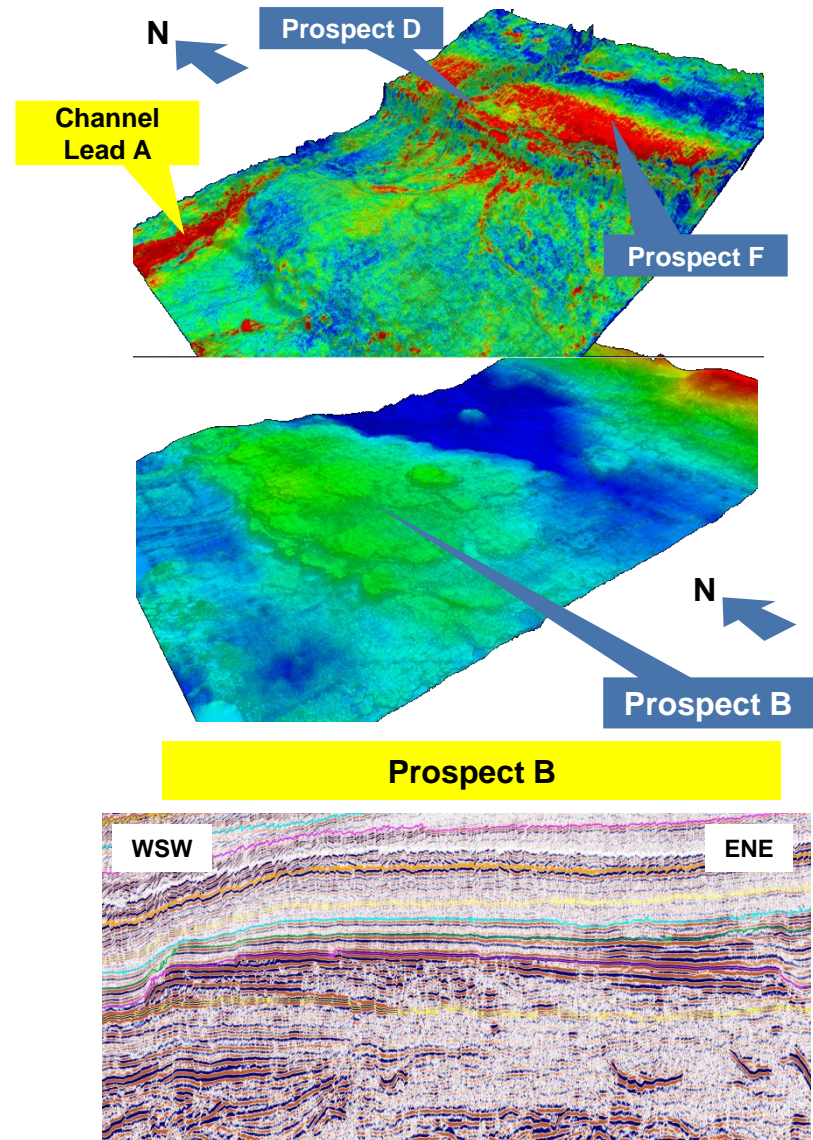 Prospect D
N
Channel
Lead A
Prospect F
N
Prospect B
Prospect B
WSW
ENE